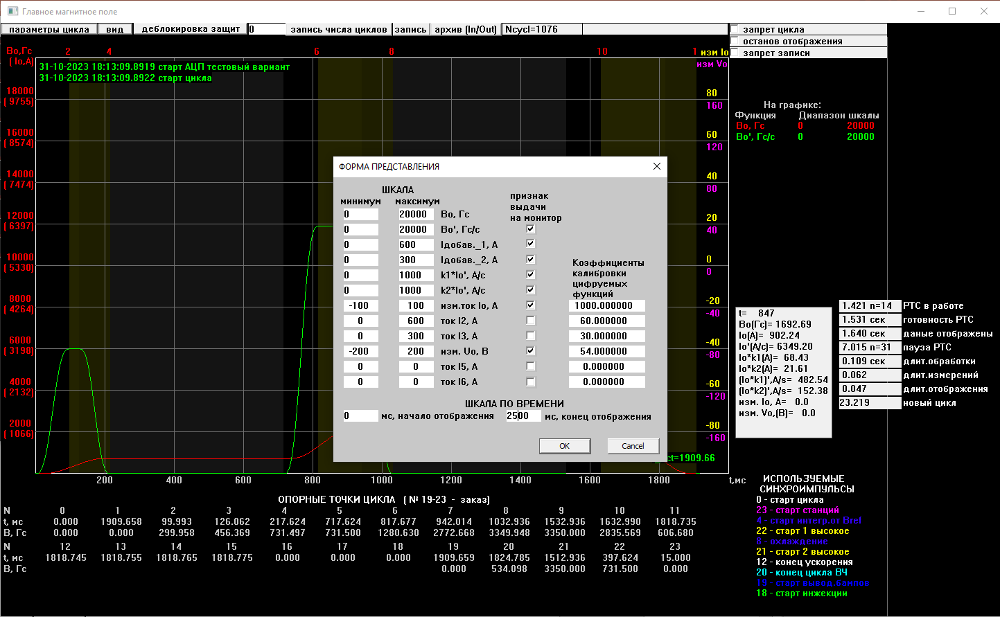 Главное магнитное поле
параметры цикла вид деблокировка защит 0 запись числа циклов запись архив (In/Out) Ncycl=1076
запрет цикла
останов отображения
запрет записи
Bo,Гс 2 4 6 8 10 1 изм Io
( Io,A) изм Vo
31-10-2023 18:13:09.8919 старт АЦП тестовый вариант
31-10-2023 18:13:09.8922 старт цикла
18000 80
( 9755) 160
16000 60
( 8574) 120
14000 40
( 7474) 80
12000 20
( 6397) 40
10000 0
( 5330) 0
8000 -20
( 4264) -40
6000 -40
( 3198) -80
4000 -60
( 2132) -120
2000 -80
( 1066) -160
ct=1909.66
200 400 600 800 1000 1200 1400 1600 1800 t,мс
На графике:
Функция Диапазон шкалы
Bo, Гс 0 20000
Bo', Гс/с 0 20000
ФОРМА ПРЕДСТАВЛЕНИЯ
ШКАЛА
минимум максимум
признак
выдачи
на монитор
0 20000 Bo, Гс
0 20000 Bo', Гс/с
0 600 Iдобав._1, А
0 300 Iдобав._2, А
0 1000 k1*Io', А/с
0 1000 k2*Io', А/с
Коэффициенты
калибровки
цифруемых
функций
-100 100 изм.ток Io, А 1000.000000
0 600 ток I2, А 60.000000
0 300 ток I3, А 30.000000
-200 200 изм. Uo, В 54.000000
0 0 ток I5, А 0.000000
0 0 ток I6, А 0.000000
ШКАЛА ПО ВРЕМЕНИ
0 мс, начало отображения 2500 мс, конец отображения
OK Cancel
t= 847
Bo(Гс)= 1692.69
Io(A)= 902.24
Io'(A/c)= 6349.20
Io*k1(A)= 68.43
Io*k2(A)= 21.61
(Io*k1)',A/s= 482.54
(Io*k2)',A/s= 152.38
изм. Io, A= 0.0
изм. Vo,(B)= 0.0
1.421 n=14 РТС в работе
1.531 сек готовность РТС
1.640 сек даные отображены
7.015 n=31 пауза РТС
0.109 сек длит.обработки
0.062 длит.измерений
0.047 длит.отображения
23.219 новый цикл
ОПОРНЫЕ ТОЧКИ ЦИКЛА ( № 19-23 - заказ)
N 0 1 2 3 4 5 6 7 8 9 10 11
t, мс 0.000 1909.658 99.993 126.062 217.624 717.624 817.677 942.014 1032.936 1532.936 1632.990 1818.735
B, Гс 0.000 0.000 299.958 456.369 731.497 731.500 1280.630 2772.668 3349.948 3350.000 2835.569 606.680
N 12 13 14 15 16 17 18 19 20 21 22 23
t, мс 1818.745 1818.755 1818.765 1818.775 0.000 0.000 0.000 1909.659 1824.785 1512.936 397.624 15.000
B, Гс 0.000 534.098 3350.000 731.500 0.000
ИСПОЛЬЗУЕМЫЕ
СИНХРОИМПУЛЬСЫ
0 - старт цикла
23 - старт станций
4 - старт интегр.от Bref
22 - старт 1 высокое
8 - охлаждение
21 - старт 2 высокое
12 - конец ускорения
20 - конец цикла ВЧ
19 - старт вывод.бампов
18 - старт инжекции